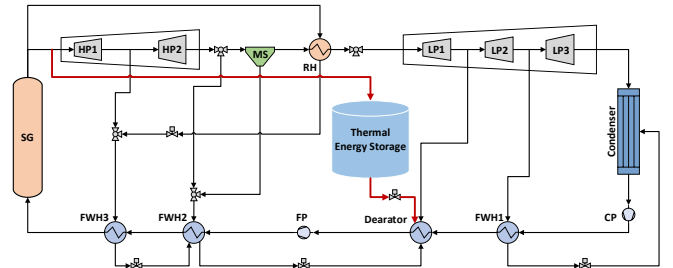 HP1
HP2
LP1
LP2
LP3
MS
RH
SG
Thermal
Energy Storage
Condenser
FWH3
FWH2
FP
Dearator
FWH1
CP